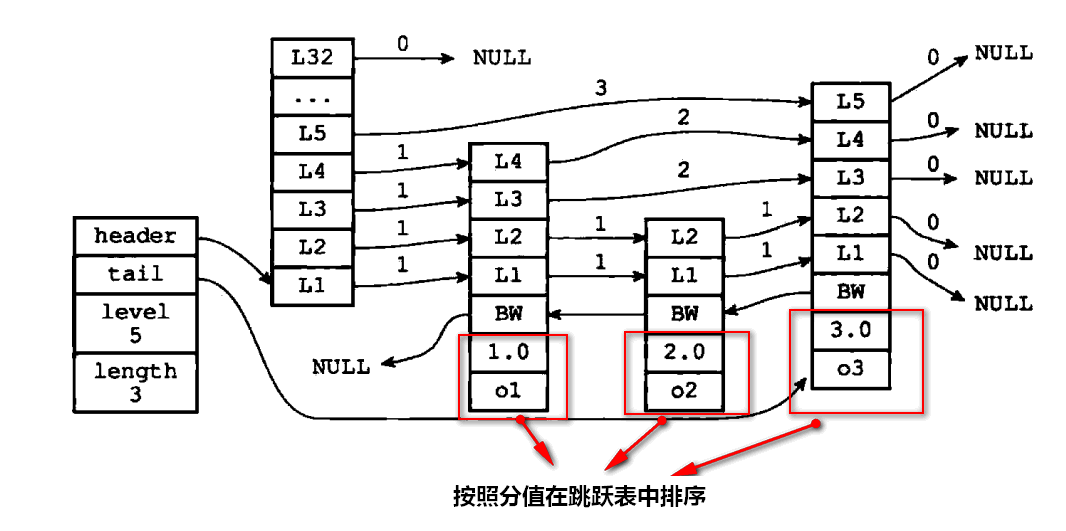 header
tail
level
5
length
3
L32
...
L5
L4
L3
L2
L1
0
NULL
3
1
1
1
1
L4
L3
L2
L1
BW
1.0
o1
NULL
2
2
1
1
L2
L1
BW
2.0
o2
1
1
L5
L4
L3
L2
L1
BW
3.0
o3
0
NULL
0
NULL
0
NULL
0
NULL
0
NULL
按照分值在跳跃表中排序